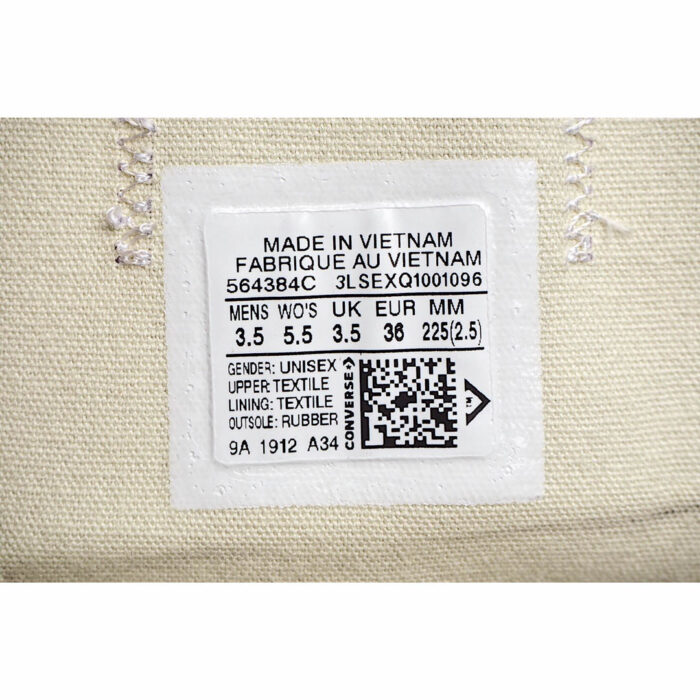 MADE IN VIETNAM
FABRIQUE AU VIETNAM
564384C 3LSEXQ1001096
MENS WO'S UK EUR MM
3.5 5.5 3.5 36 225(2.5)
GENDER: UNISEX
UPPER: TEXTILE
LINING: TEXTILE
OUTSOLE: RUBBER
9A 1912 A34
CONVERSE
TM